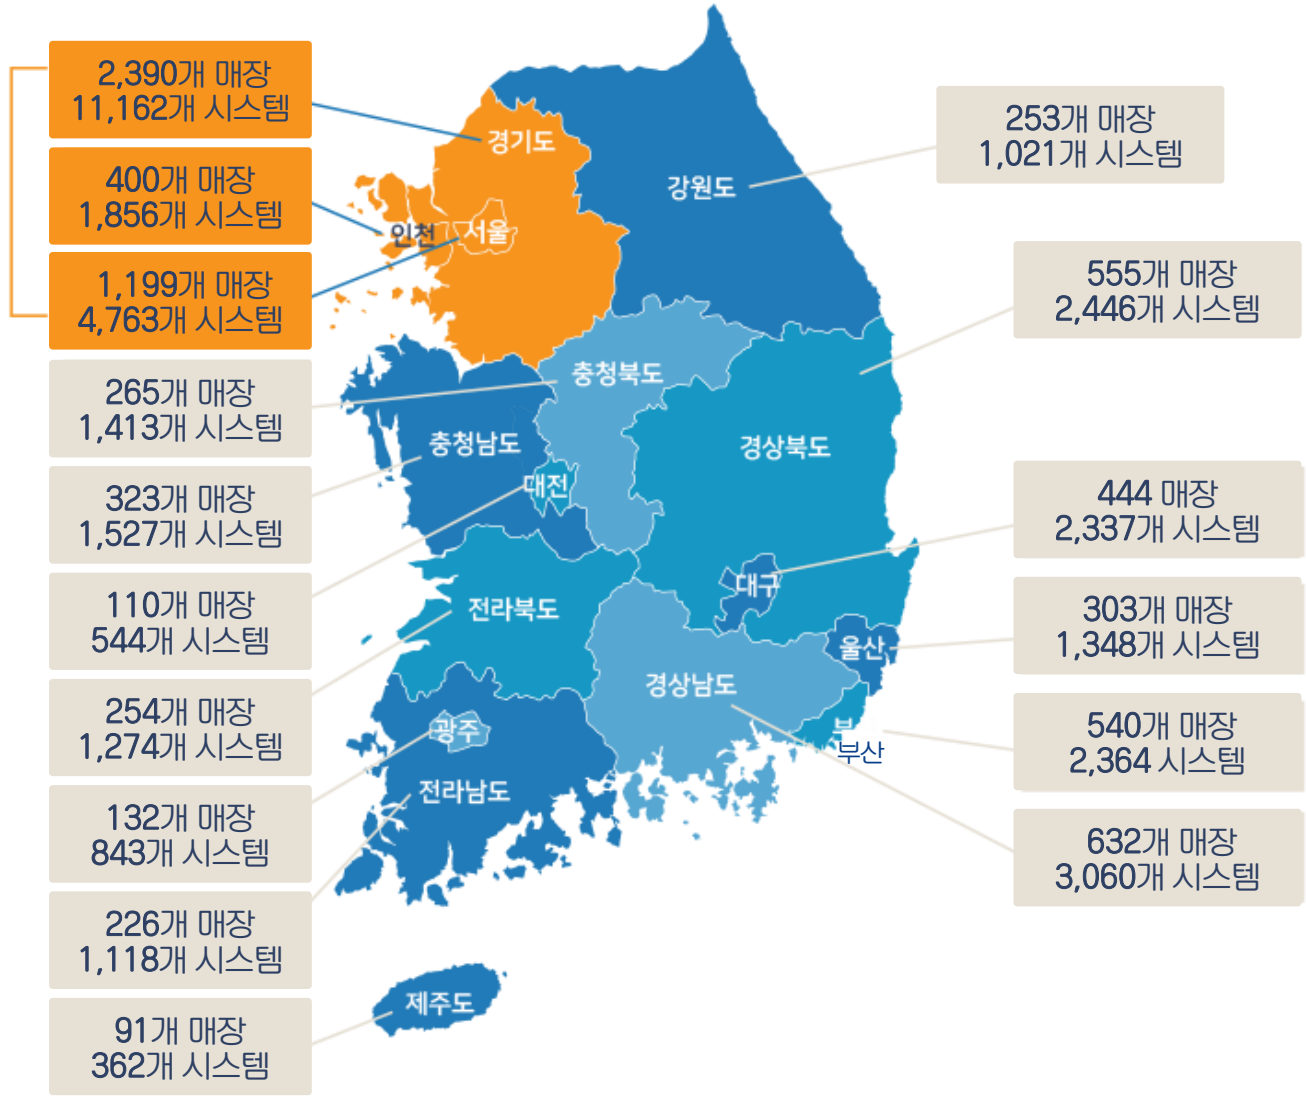 2,390개 매장
11,162개 시스템
400개 매장
1,856개 시스템
1,199개 매장
4,763개 시스템
265개 매장
1,413개 시스템
323개 매장
1,527개 시스템
110개 매장
544개 시스템
254개 매장
1,274개 시스템
132개 매장
843개 시스템
226개 매장
1,118개 시스템
91개 매장
362개 시스템
경기도
강원도
인천
서울
충청북도
충청남도
경상북도
대전
대구
전라북도
울산
경상남도
광주
부
부산
전라남도
제주도
253개 매장
1,021개 시스템
555개 매장
2,446개 시스템
444 매장
2,337개 시스템
303개 매장
1,348개 시스템
540개 매장
2,364 시스템
632개 매장
3,060개 시스템